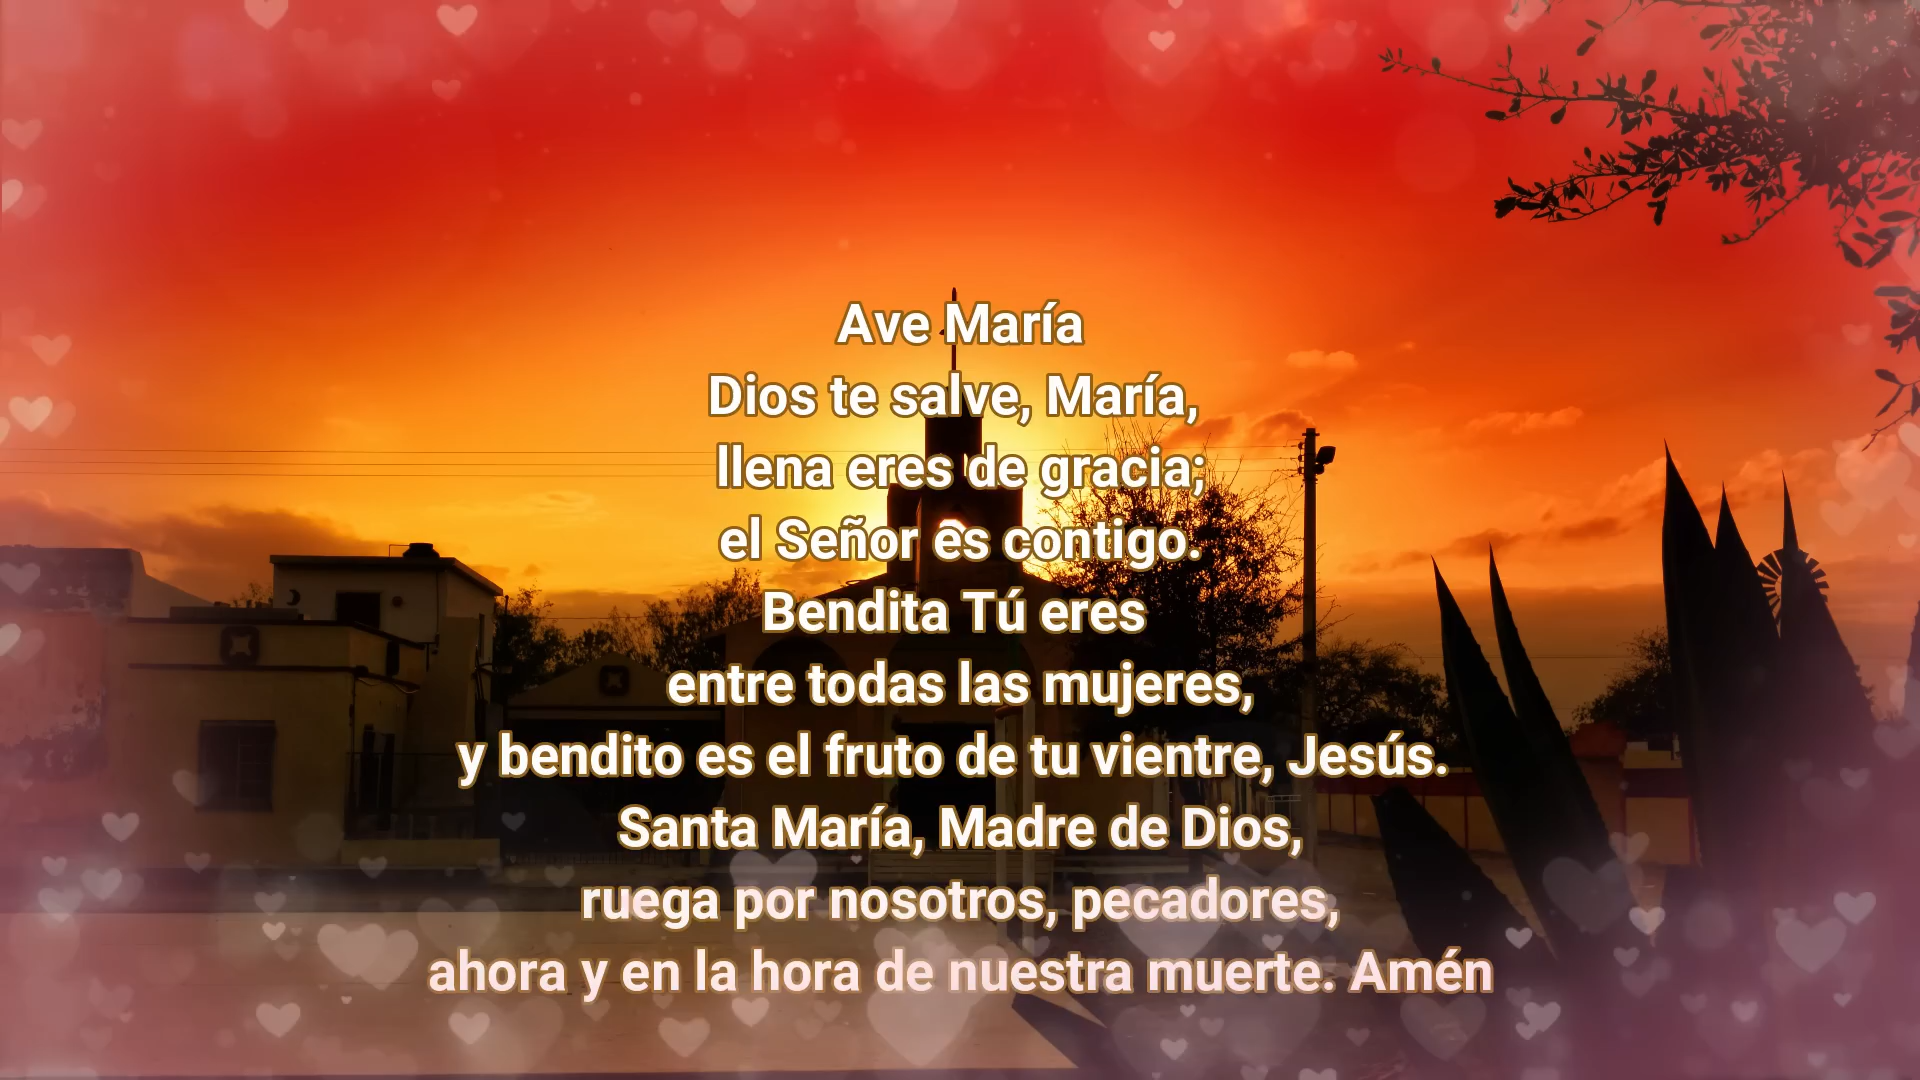 Ave María
Dios te salve, María,
llena eres de gracia;
el Señor es contigo.
Bendita Tú eres
entre todas las mujeres,
y bendito es el fruto de tu vientre, Jesús.
Santa María, Madre de Dios,
ruega por nosotros, pecadores,
ahora y en la hora de nuestra muerte. Amén